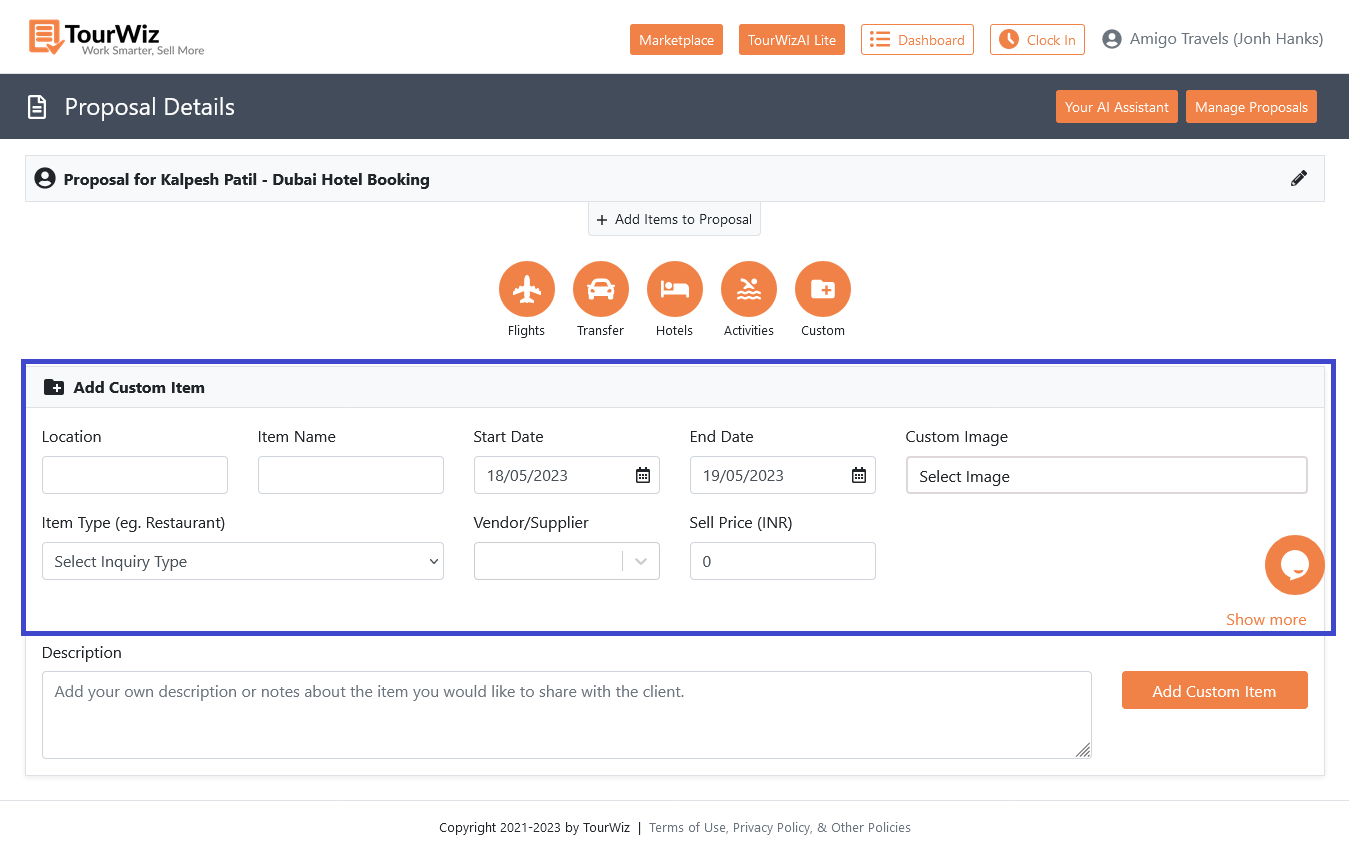 TourWiz
Work Smarter, Sell More
Marketplace
TourWizAI Lite
Dashboard
Clock In
Amigo Travels (Jonh Hanks)
Proposal Details
Your AI Assistant
Manage Proposals
Proposal for Kalpesh Patil - Dubai Hotel Booking
+ Add Items to Proposal
Flights Transfer Hotels Activities Custom
Add Custom Item
Location Item Name Start Date End Date Custom Image
18/05/2023 19/05/2023 Select Image
Item Type (eg. Restaurant) Vendor/Supplier Sell Price (INR)
Select Inquiry Type 0
Show more
Description
Add your own description or notes about the item you would like to share with the client.
Add Custom Item
Copyright 2021-2023 by TourWiz | Terms of Use, Privacy Policy, & Other Policies